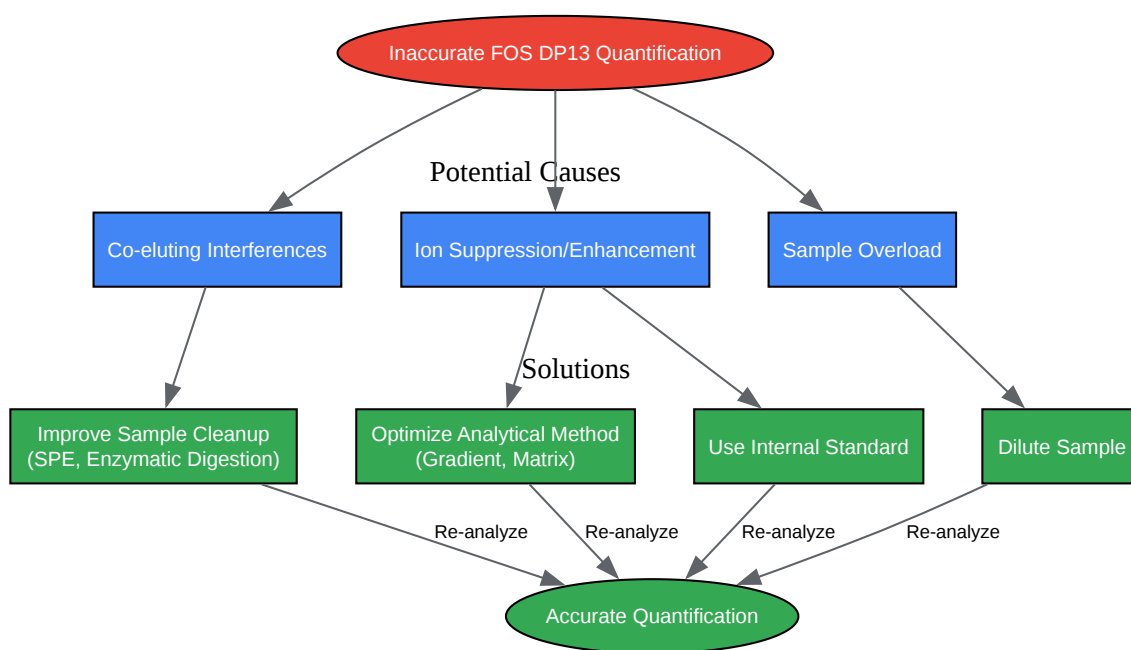 Inaccurate FOS DP13 Quantification
Potential Causes
Co-eluting Interferences
Ion Suppression/Enhancement
Sample Overload
Solutions
Improve Sample Cleanup
(SPE, Enzymatic Digestion)
Optimize Analytical Method
(Gradient, Matrix)
Use Internal Standard
Dilute Sample
Re-analyze
Re-analyze
Re-analyze
Re-analyze
Accurate Quantification